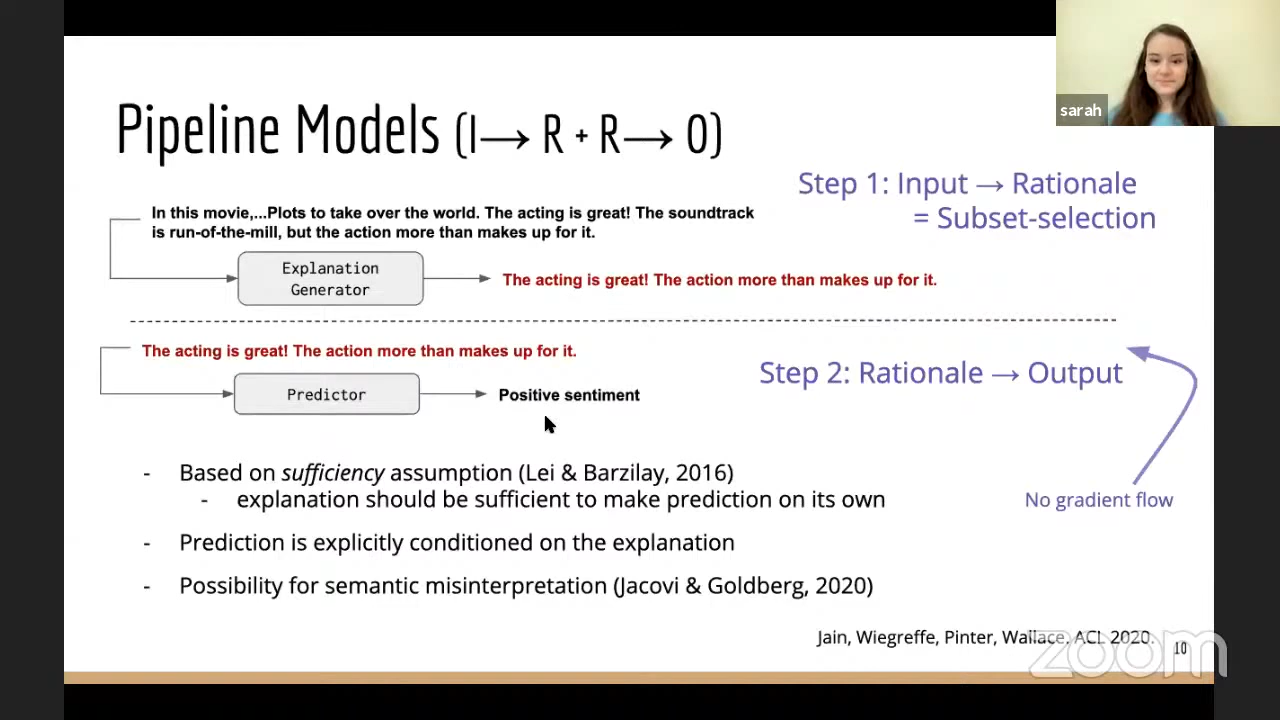 sarah
Pipeline Models (I→ R + R→ O)
Step 1: Input → Rationale
= Subset-selection
In this movie,...Plots to take over the world. The acting is great! The soundtrack
is run-of-the-mill, but the action more than makes up for it.
Explanation
Generator
The acting is great! The action more than makes up for it.
The acting is great! The action more than makes up for it.
Step 2: Rationale → Output
Predictor
Positive sentiment
- Based on sufficiency assumption (Lei & Barzilay, 2016)
- explanation should be sufficient to make prediction on its own
No gradient flow
- Prediction is explicitly conditioned on the explanation
- Possibility for semantic misinterpretation (Jacovi & Goldberg, 2020)
Jain, Wiegreffe, Pinter, Wallace. ACL 2020.
10
zoom